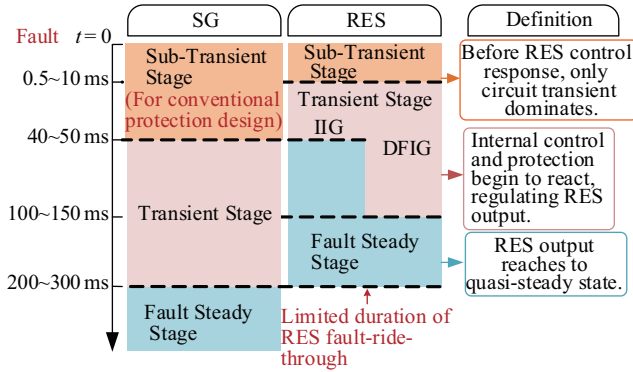 SG
RES
Definition
Fault t = 0
0.5~10 ms
40~50 ms
100~150 ms
200~300 ms
Sub-Transient
Stage
(For conventional
protection design)
Transient Stage
Fault Steady
Stage
Sub-Transient
Stage
Transient Stage
IIG
DFIG
Fault Steady
Stage
Limited duration of
RES fault-ride-
through
Before RES control
response, only
circuit transient
dominates.
Internal control
and protection
begin to react,
regulating RES
output.
RES output
reaches to
quasi-steady state.